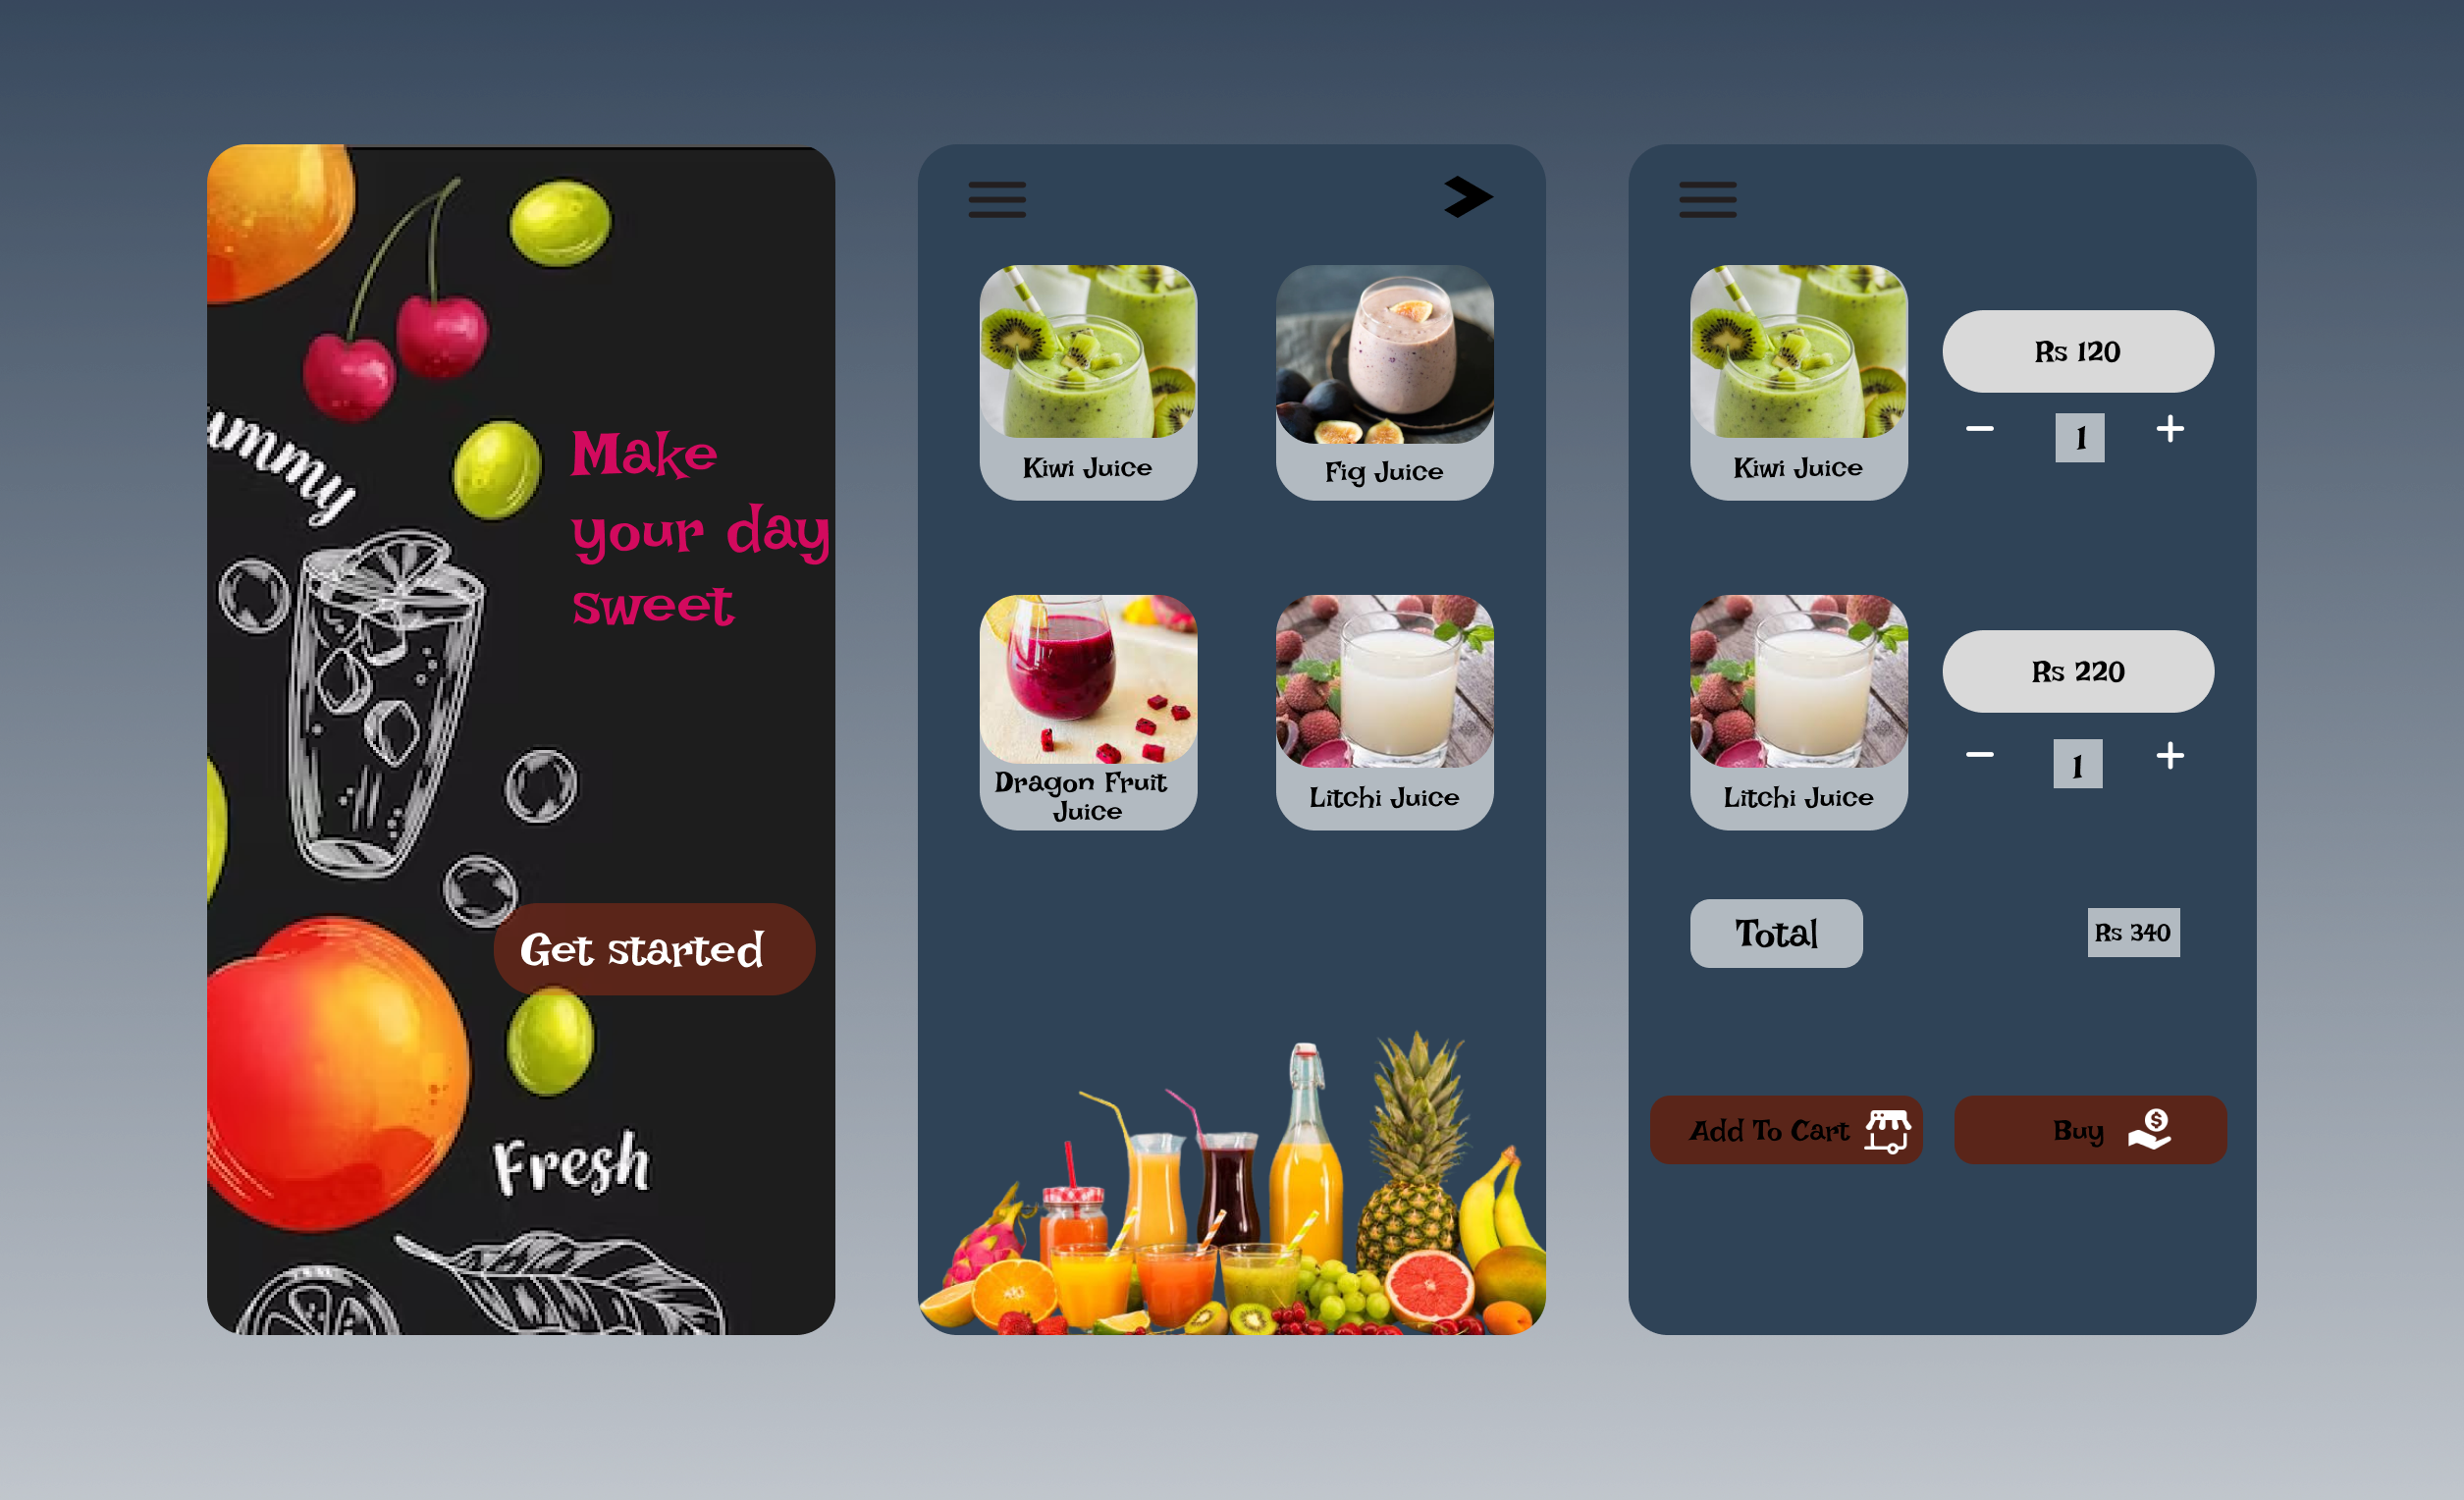 ummy
Make
your day
sweet
Get started
Fresh
Kiwi Juice
Fig Juice
Dragon Fruit
Juice
Litchi Juice
Kiwi Juice
Rs 120
1
Litchi Juice
Rs 220
1
Total
Rs 340
Add To Cart
Buy